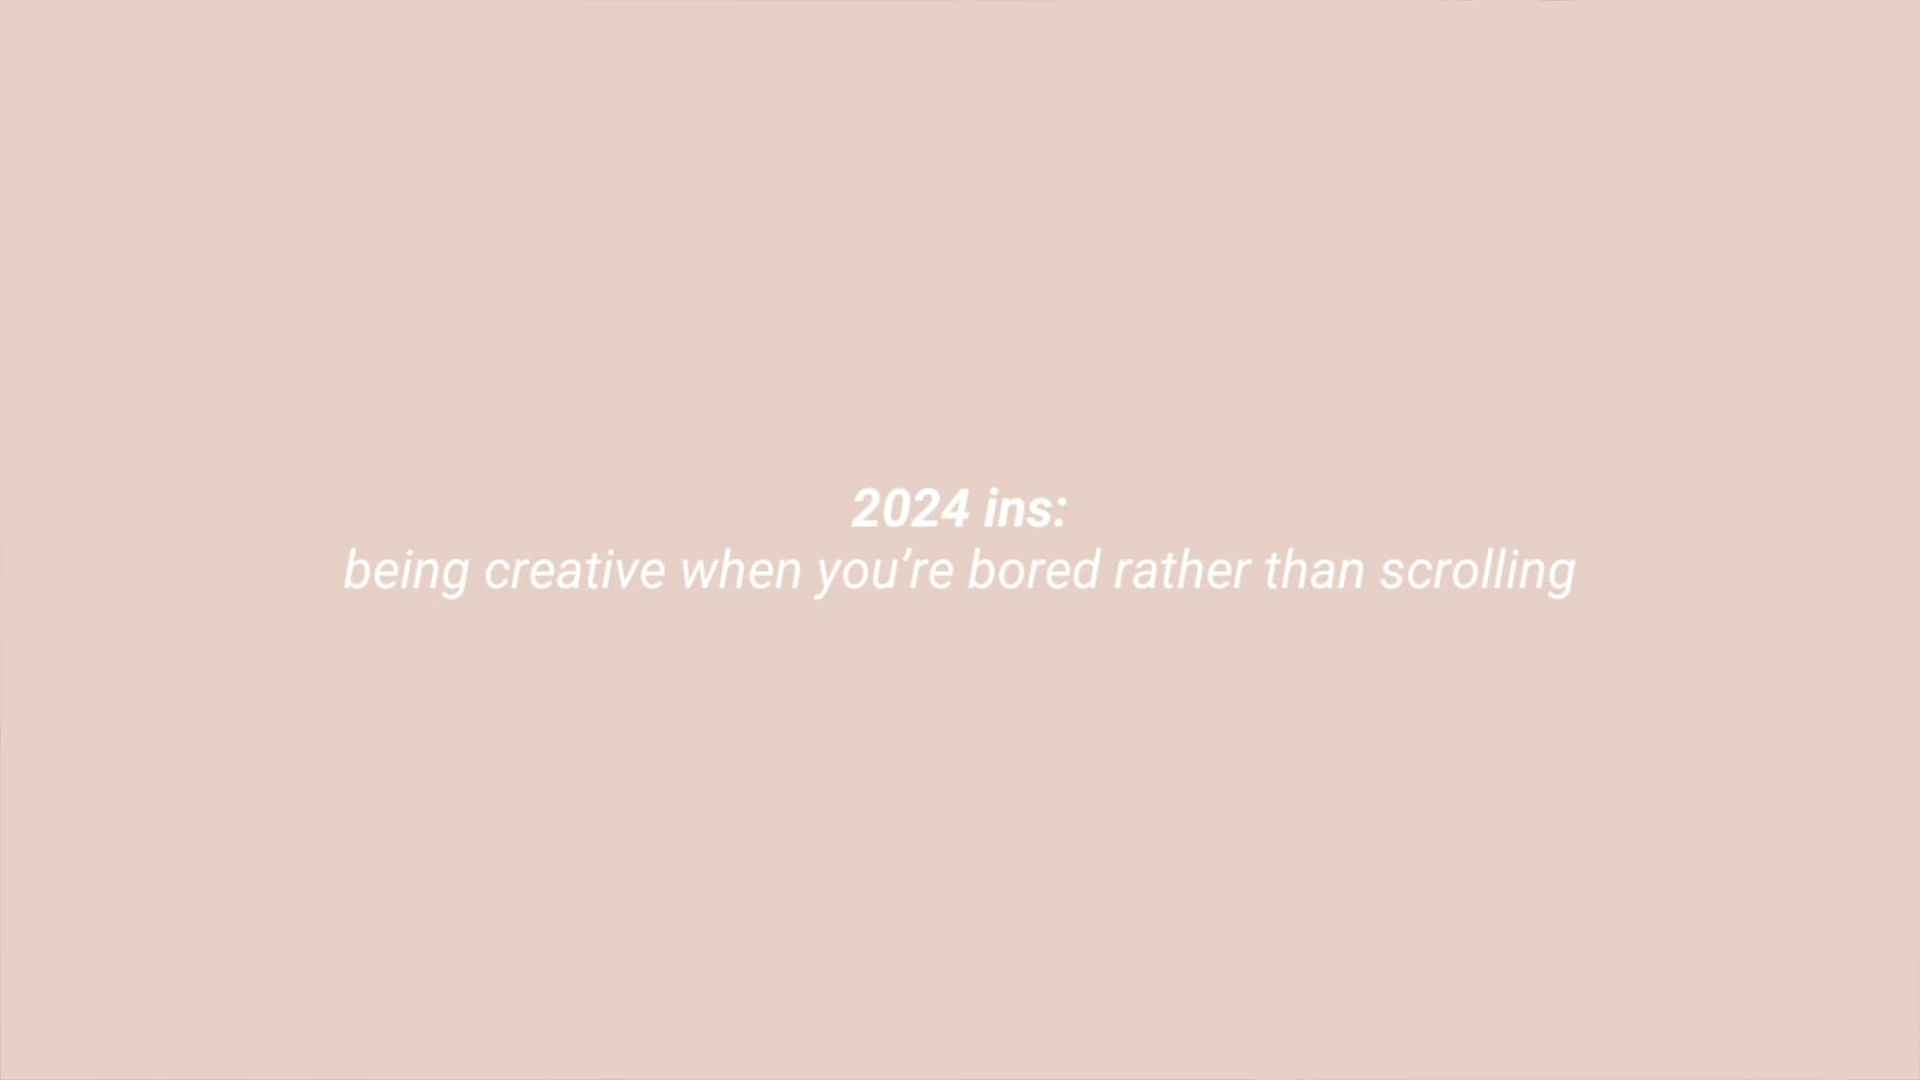 2024 ins:
being creative when you’re bored rather than scrolling